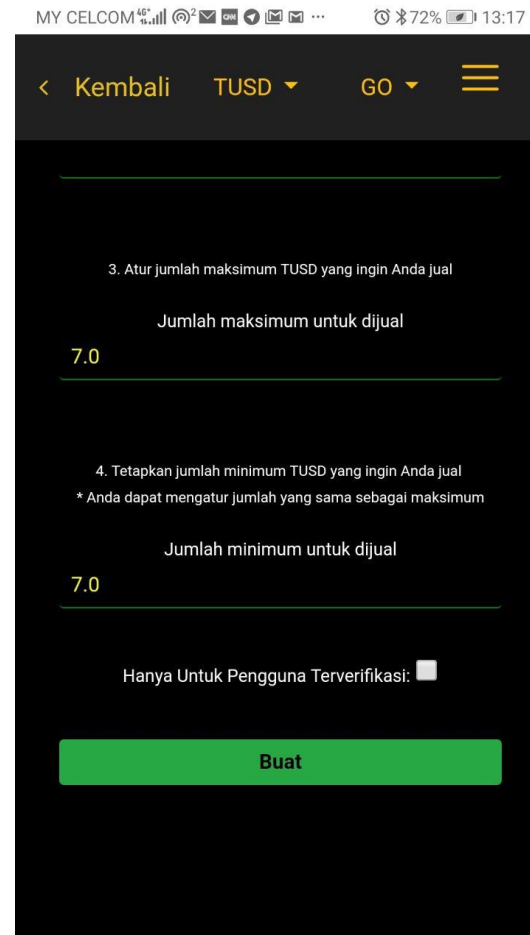 MY CELCOM 4G+ 2 ... 72% 13:17
< Kembali TUSD GO
3. Atur jumlah maksimum TUSD yang ingin Anda jual
Jumlah maksimum untuk dijual
7.0
4. Tetapkan jumlah minimum TUSD yang ingin Anda jual
* Anda dapat mengatur jumlah yang sama sebagai maksimum
Jumlah minimum untuk dijual
7.0
Hanya Untuk Pengguna Terverifikasi:
Buat